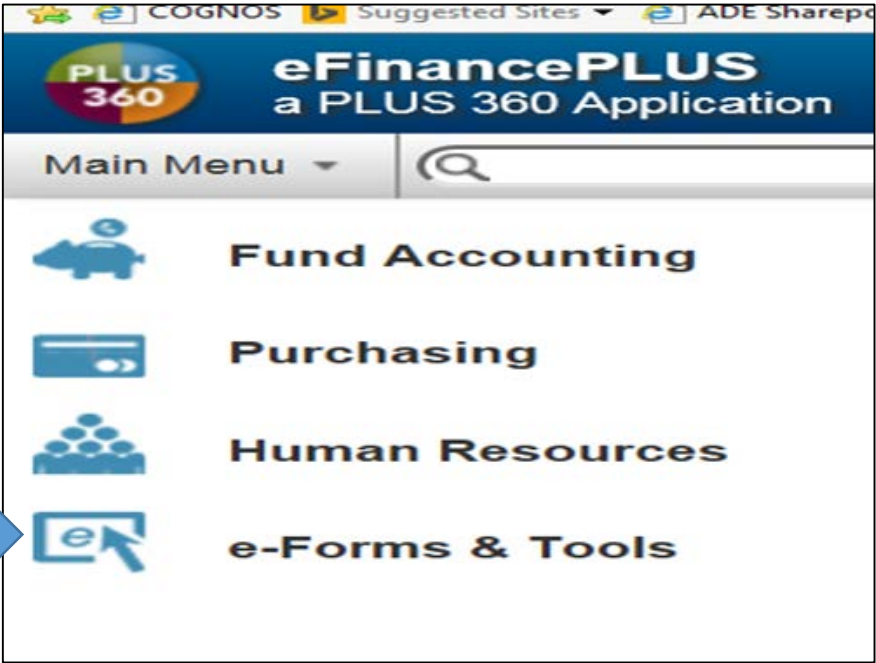 COGNOS Suggested Sites ADE Sharep
PLUS 360 eFinancePLUS
a PLUS 360 Application
Main Menu
Fund Accounting
Purchasing
Human Resources
e e-Forms & Tools